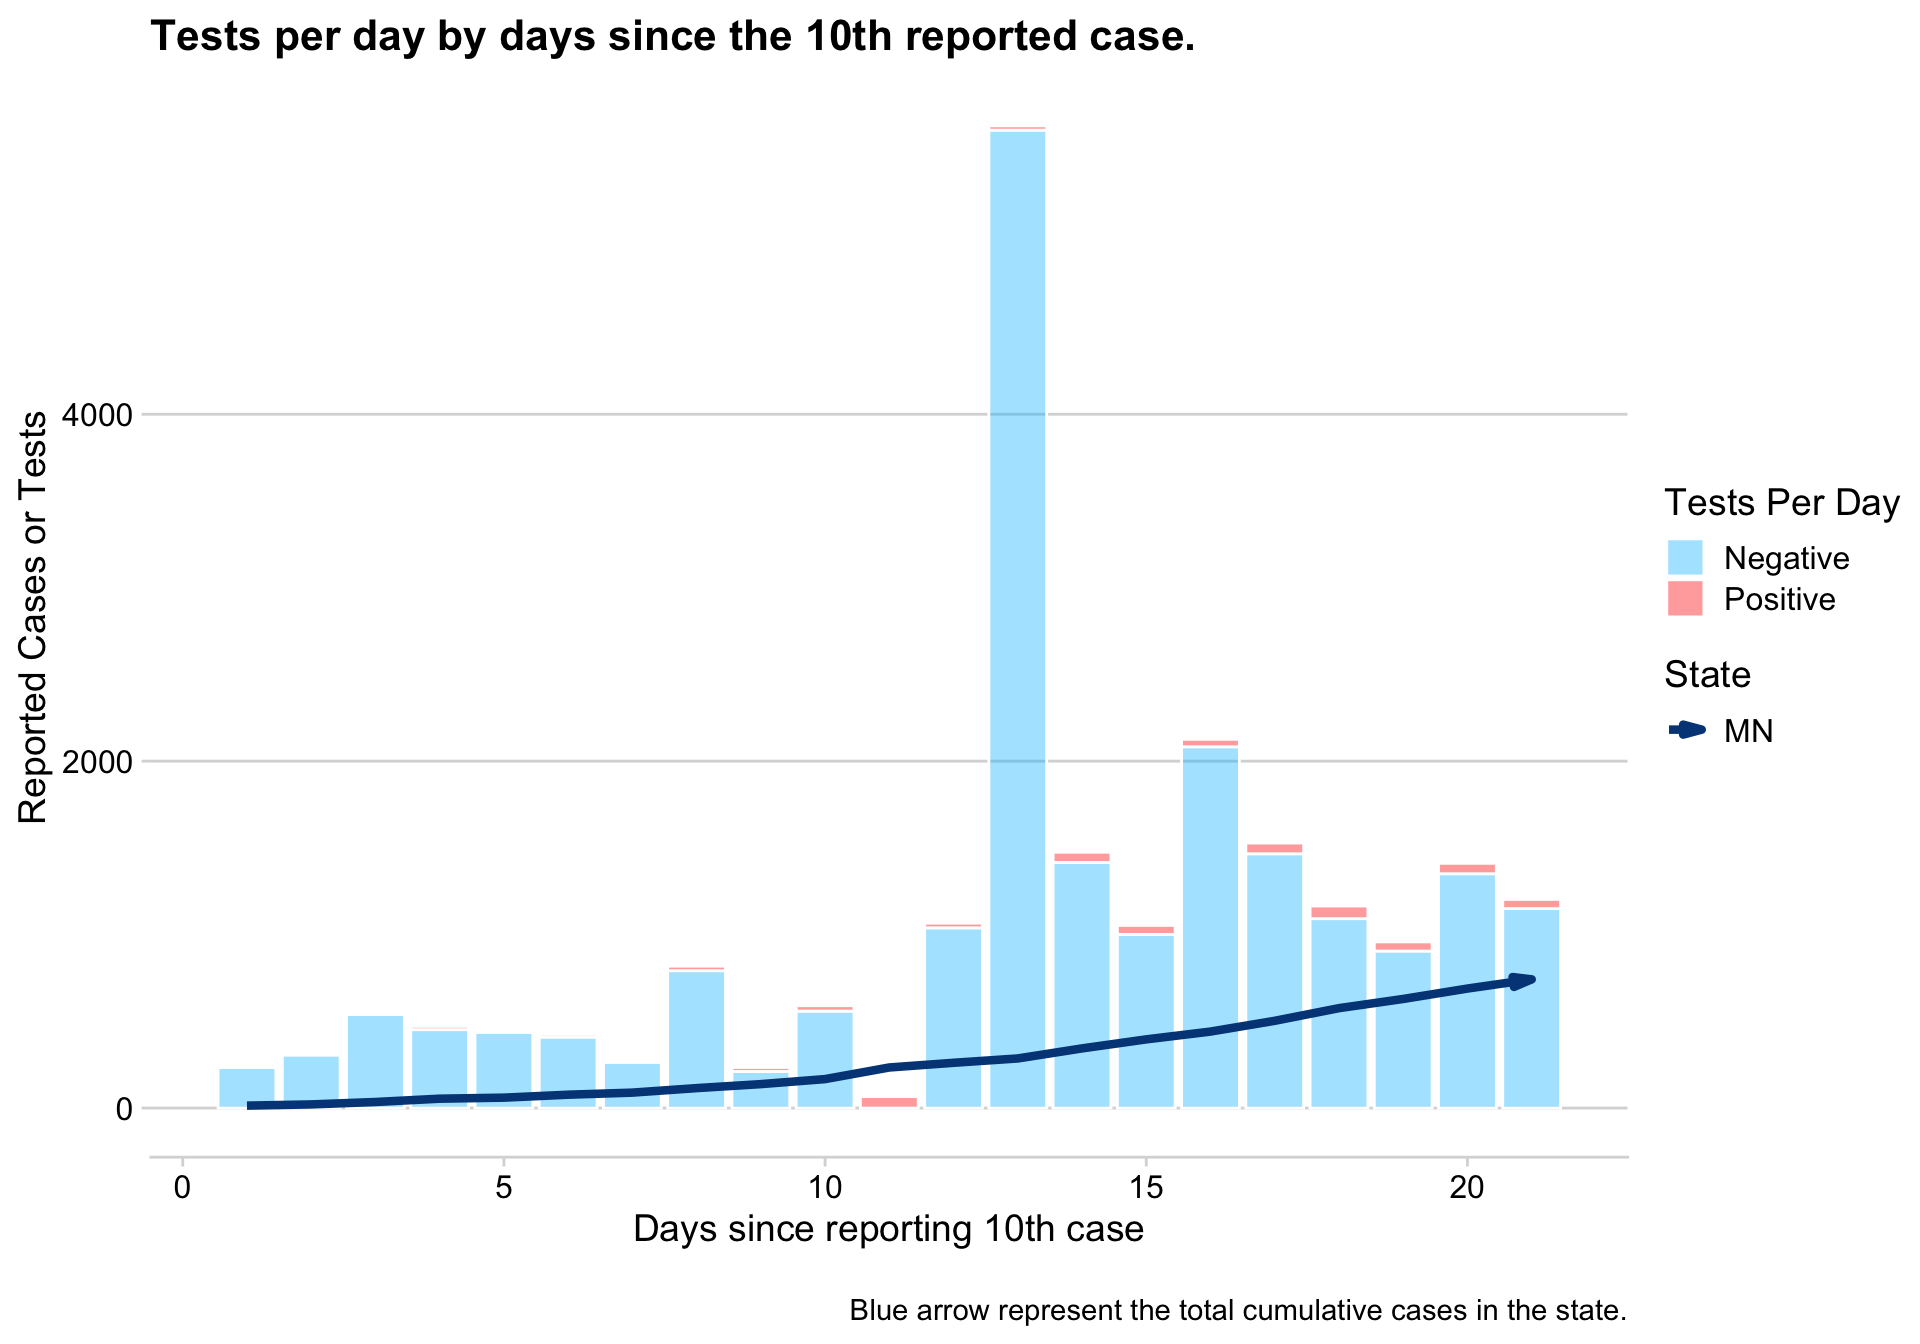 Tests per day by days since the 10th reported case.
Reported Cases or Tests
4000
2000
0
0
5
10
15
20
Days since reporting 10th case
Tests Per Day
Negative
Positive
State
MN
Blue arrow represent the total cumulative cases in the state.